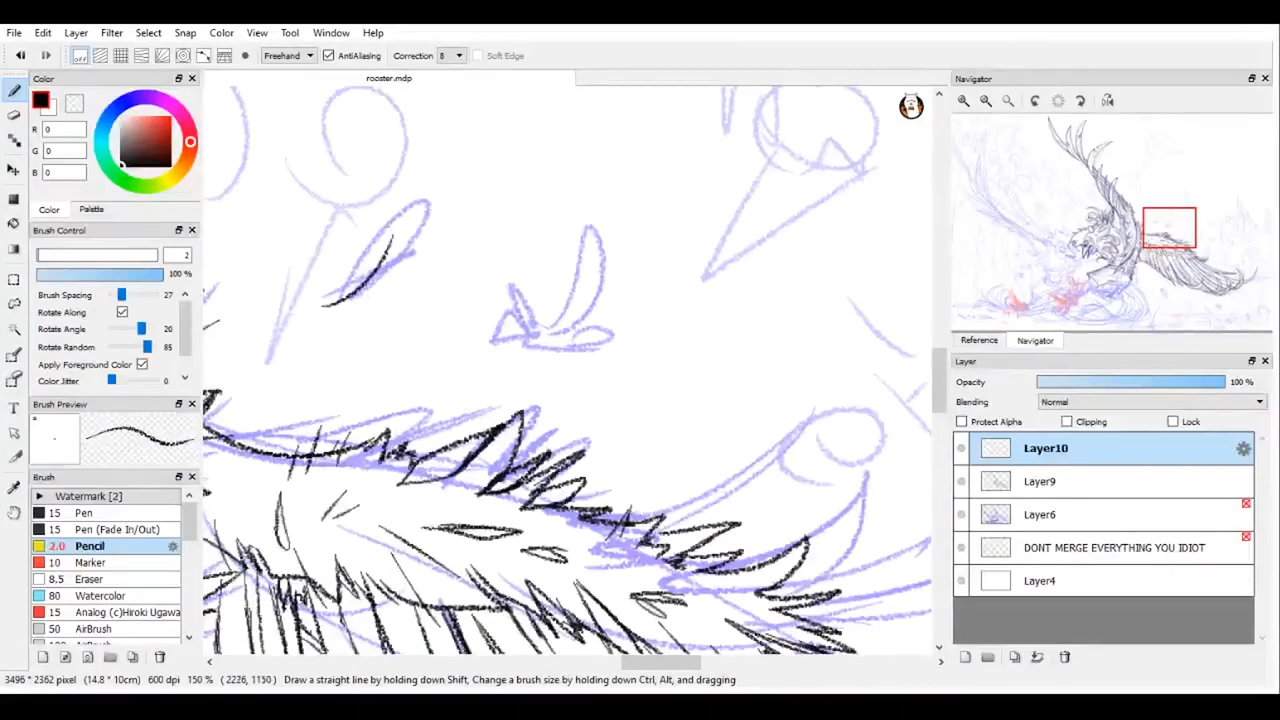 File Edit Layer Filter Select Snap Color View Tool Window Help
off Freehand AntiAliasing Correction 8 Soft Edge
Color rooster.mdp Navigator
R 0
G 0
B 0
Color Palette
Brush Control
2
100 %
Brush Spacing 27
Rotate Along
Rotate Angle 20
Rotate Random 85
Apply Foreground Color
Color Jitter 0
Brush Preview
Brush
Watermark [2]
15 Pen
15 Pen (Fade In/Out)
2.0 Pencil
10 Marker
8.5 Eraser
80 Watercolor
15 Analog (c)Hiroki Ugawa
50 AirBrush
Reference Navigator
Layer
Opacity 100 %
Blending Normal
Protect Alpha Clipping Lock
Layer10
Layer9
Layer6
DONT MERGE EVERYTHING YOU IDIOT
Layer4
3496 * 2362 pixel (14.8 * 10cm) 600 dpi 150 % ( 2226, 1150 ) Draw a straight line by holding down Shift, Change a brush size by holding down Ctrl, Alt, and dragging